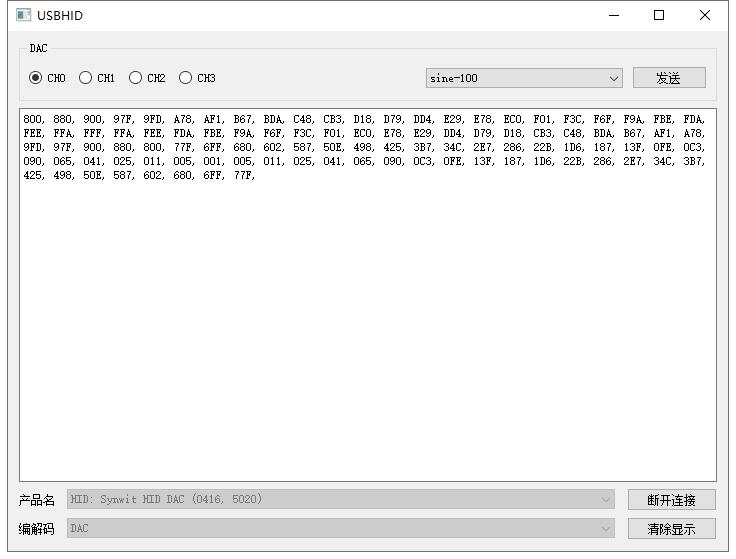 USBHID
DAC
CH0 CH1 CH2 CH3 sine-100 发送
800, 880, 900, 97F, 9FD, A78, AF1, B67, BDA, C48, CB3, D18, D79, DD4, E29, E78, EC0, F01, F3C, F6F, F9A, FBE, FDA,
FEE, FFA, FFF, FFA, FEE, FDA, FBE, F9A, F6F, F3C, F01, EC0, E78, E29, DD4, D79, D18, CB3, C48, BDA, B67, AF1, A78,
9FD, 97F, 900, 880, 800, 77F, 6FF, 680, 602, 587, 50E, 498, 425, 3B7, 34C, 2E7, 286, 22B, 1D6, 187, 13F, 0FE, 0C3,
090, 065, 041, 025, 011, 005, 001, 005, 011, 025, 041, 065, 090, 0C3, 0FE, 13F, 187, 1D6, 22B, 286, 2E7, 34C, 3B7,
425, 498, 50E, 587, 602, 680, 6FF, 77F,
产品名 HID: Synwit HID DAC (0416, 5020) 断开连接
编解码 DAC 清除显示